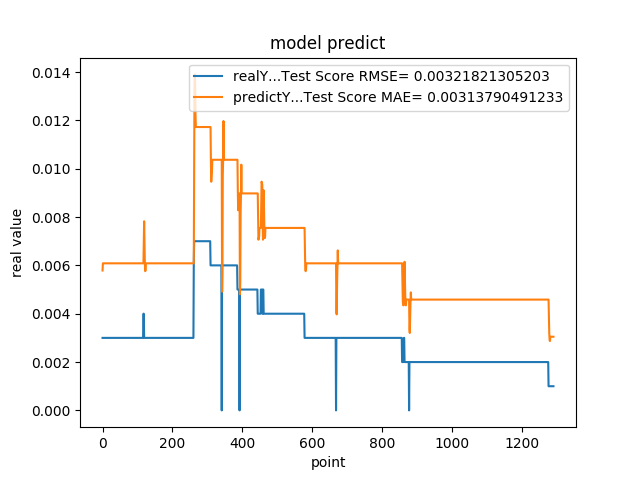 model predict
realY...Test Score RMSE= 0.00321821305203
predictY...Test Score MAE= 0.00313790491233
0.014
0.012
0.010
0.008
0.006
0.004
0.002
0.000
real value
0 200 400 600 800 1000 1200
point